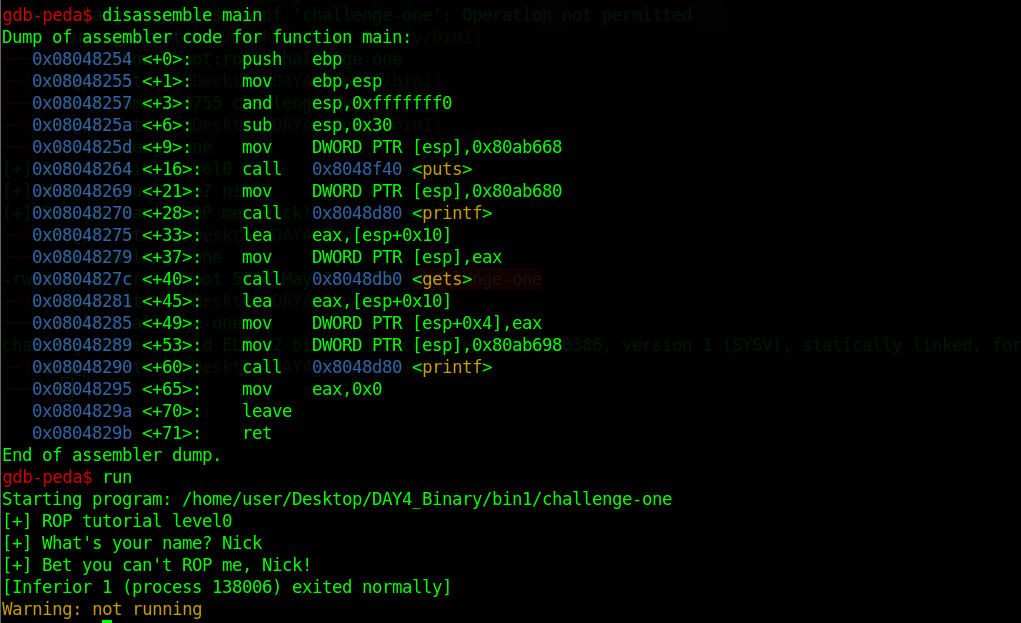 gdb-peda$ disassemble main
Dump of assembler code for function main:
0x08048254 <+0>: push ebp
0x08048255 <+1>: mov ebp,esp
0x08048257 <+3>: and esp,0xfffffff0
0x0804825a <+6>: sub esp,0x30
0x0804825d <+9>: mov DWORD PTR [esp],0x80ab668
0x08048264 <+16>: call 0x8048f40 <puts>
0x08048269 <+21>: mov DWORD PTR [esp],0x80ab680
0x08048270 <+28>: call 0x8048d80 <printf>
0x08048275 <+33>: lea eax,[esp+0x10]
0x08048279 <+37>: mov DWORD PTR [esp],eax
0x0804827c <+40>: call 0x8048db0 <gets>
0x08048281 <+45>: lea eax,[esp+0x10]
0x08048285 <+49>: mov DWORD PTR [esp+0x4],eax
0x08048289 <+53>: mov DWORD PTR [esp],0x80ab698
0x08048290 <+60>: call 0x8048d80 <printf>
0x08048295 <+65>: mov eax,0x0
0x0804829a <+70>: leave
0x0804829b <+71>: ret
End of assembler dump.
gdb-peda$ run
Starting program: /home/user/Desktop/DAY4_Binary/bin1/challenge-one
[+] ROP tutorial level0
[+] What's your name? Nick
[+] Bet you can't ROP me, Nick!
[Inferior 1 (process 138006) exited normally]
Warning: not running